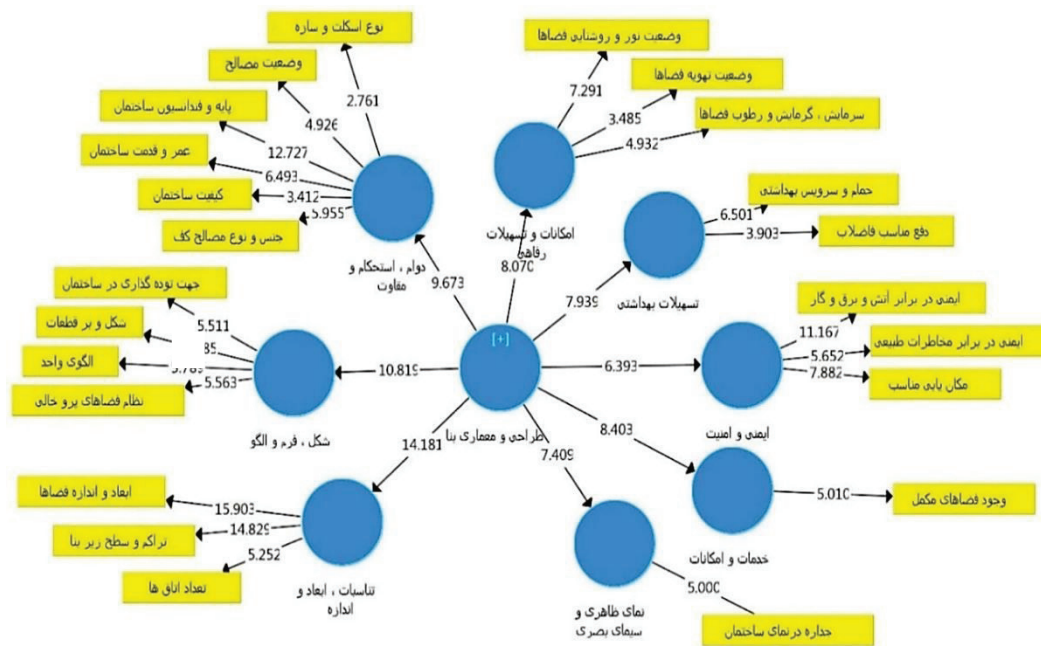 نوع اسکلت و سازه
وضعیت مصالح
پایه و فنداسیون ساختمان
عمر و قدمت ساختمان
کیفیت ساختمان
جنس و نوع مصالح کف
2.761
4.926
12.727
6.493
3.412
5.955
دوام ، استحکام و
مقاوت
9.673
وضعیت نور و روشنایی فضاها
وضعیت تهویه فضاها
سرمایش ، گرمایش و رطوب فضاها
7.291
3.485
4.932
امکانات و تسهیلات
رفاهی
8.070
حمام و سرویس بهداشتی
دفع مناسب فاضلاب
6.501
3.903
تسهیلات بهداشتی
7.939
جهت توده گذاری در ساختمان
شکل و بر قطعات
الگوی واحد
نظام فضاهای پرو خالی
5.511
85
5.789
5.563
شکل ، فرم و الگو
10.819
[+]
طراحی و معماری بنا
ایمنی در برابر آتش و برق و گاز
ایمنی در برابر مخاطرات طبیعی
مکان یابی مناسب
11.167
5.652
7.882
ایمنی و امنیت
6.393
ابعاد و اندازه فضاها
تراکم و سطح زیر بنا
تعداد اتاق ها
15.903
14.829
5.252
تناسبات ، ابعاد و
اندازه
14.181
7.409
نمای ظاهری و
سیمای بصری
5.000
جداره درنمای ساختمان
8.403
خدمات و امکانات
5.010
وجود فضاهای مکمل